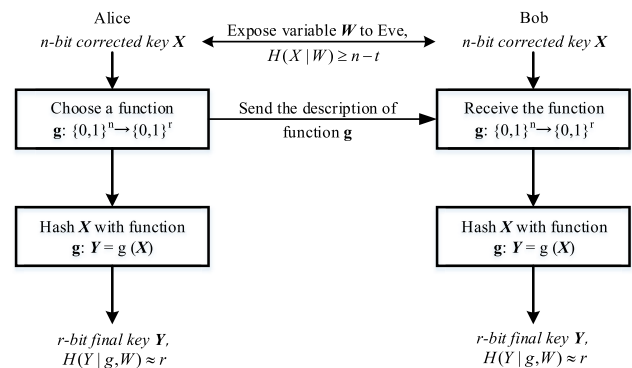 Alice
n-bit corrected key X
Expose variable W to Eve,
H(X | W) ≥ n − t
Bob
n-bit corrected key X
Choose a function
g: {0,1}ⁿ→{0,1}ʳ
Send the description of
function g
Receive the function
g: {0,1}ⁿ→{0,1}ʳ
Hash X with function
g: Y = g (X)
Hash X with function
g: Y = g (X)
r-bit final key Y,
H(Y | g,W) ≈ r
r-bit final key Y,
H(Y | g,W) ≈ r